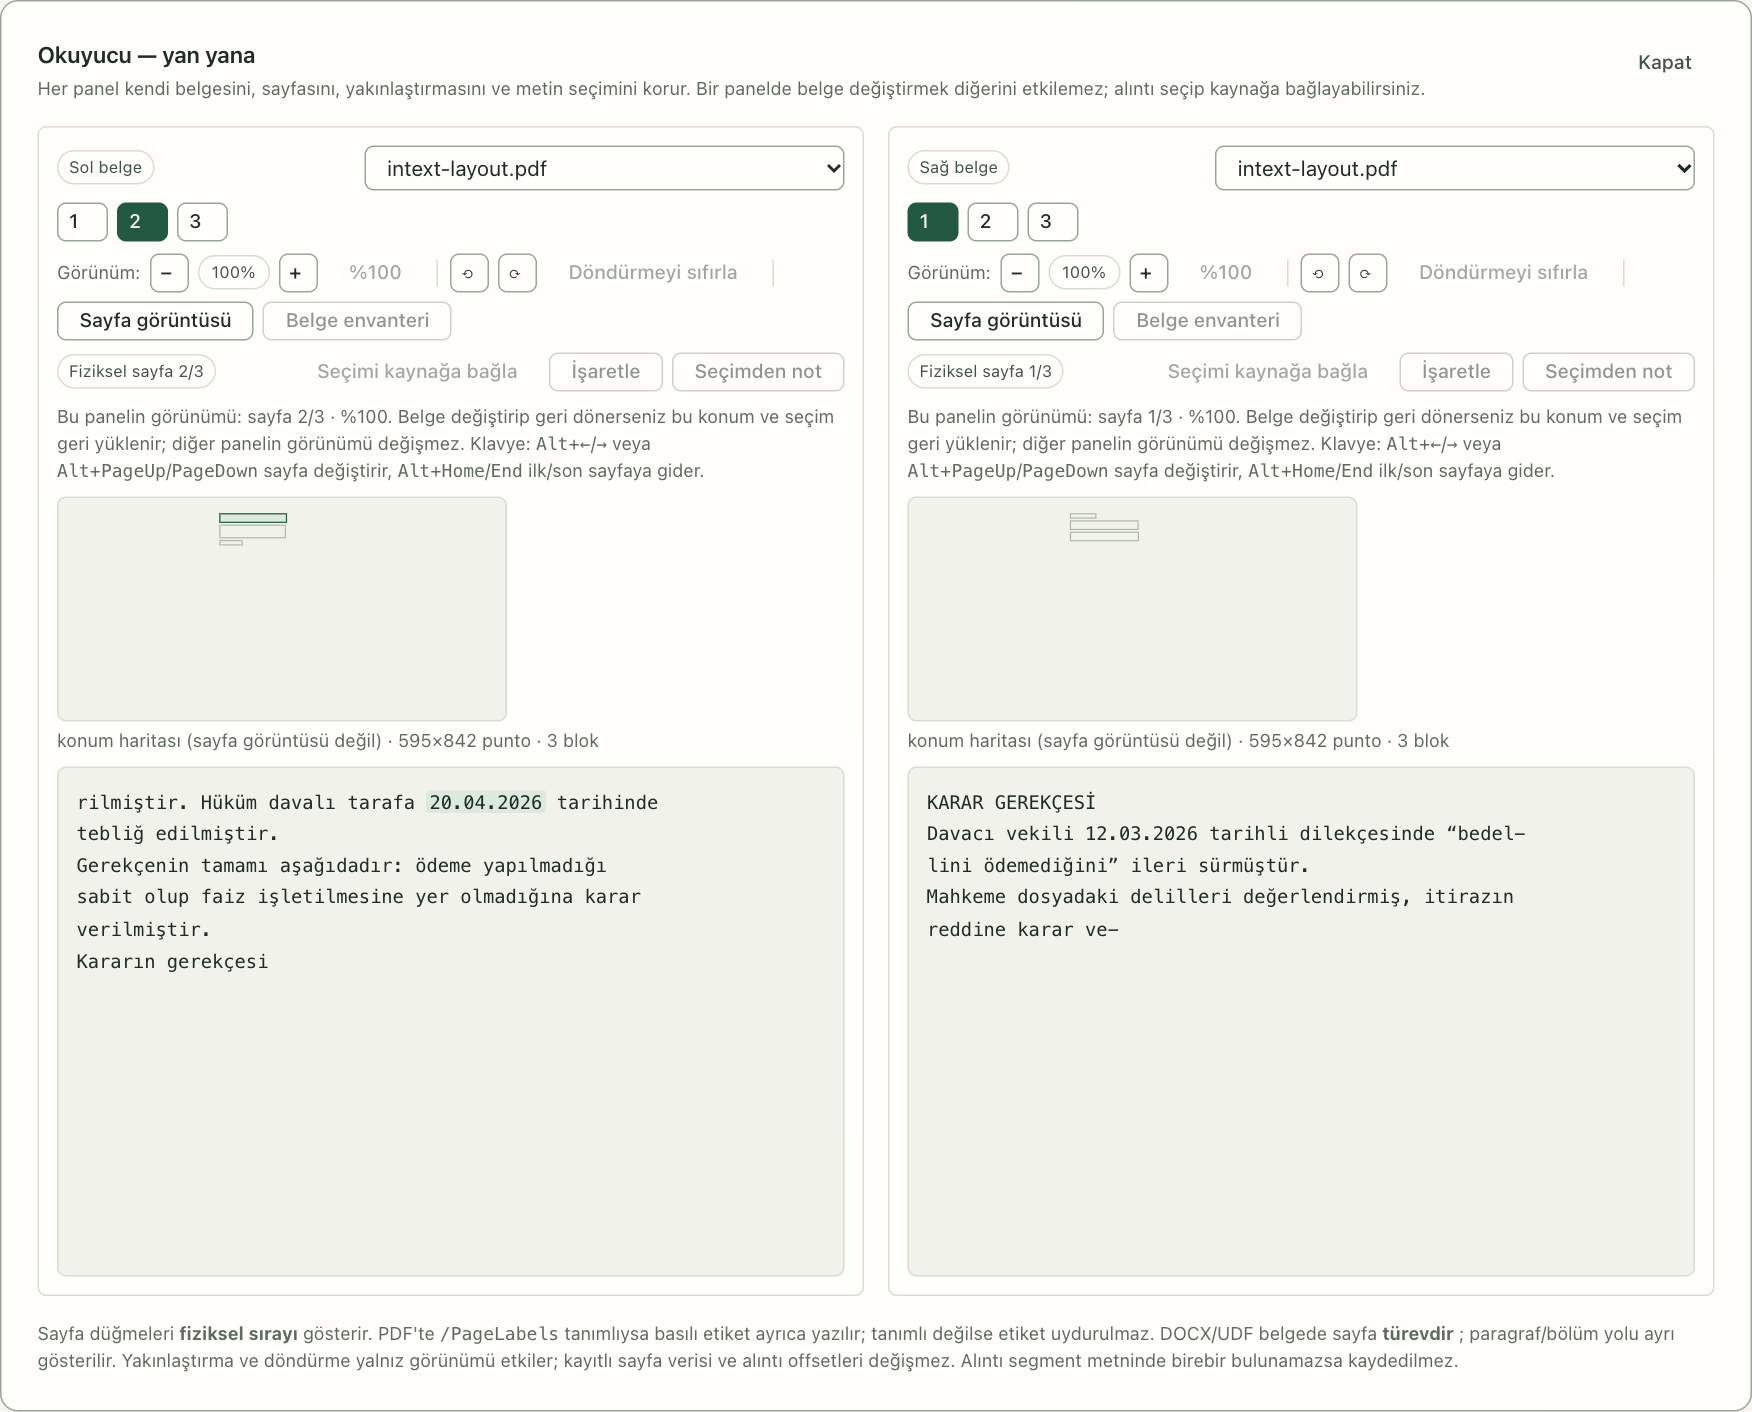 Okuyucu — yan yana
Kapat
Her panel kendi belgesini, sayfasını, yakınlaştırmasını ve metin seçimini korur. Bir panelde belge değiştirmek diğerini etkilemez; alıntı seçip kaynağa bağlayabilirsiniz.
Sol belge
intext-layout.pdf
1 2 3
Görünüm: − 100% + %100 ⟲ ⟳ Döndürmeyi sıfırla
Sayfa görüntüsü Belge envanteri
Fiziksel sayfa 2/3 Seçimi kaynağa bağla İşaretle Seçimden not
Bu panelin görünümü: sayfa 2/3 · %100. Belge değiştirip geri dönerseniz bu konum ve seçim
geri yüklenir; diğer panelin görünümü değişmez. Klavye: Alt+←/→ veya
Alt+PageUp/PageDown sayfa değiştirir, Alt+Home/End ilk/son sayfaya gider.
konum haritası (sayfa görüntüsü değil) · 595×842 punto · 3 blok
rilmiştir. Hüküm davalı tarafa 20.04.2026 tarihinde
tebliğ edilmiştir.
Gerekçenin tamamı aşağıdadır: ödeme yapılmadığı
sabit olup faiz işletilmesine yer olmadığına karar
verilmiştir.
Kararın gerekçesi
Sağ belge
intext-layout.pdf
1 2 3
Görünüm: − 100% + %100 ⟲ ⟳ Döndürmeyi sıfırla
Sayfa görüntüsü Belge envanteri
Fiziksel sayfa 1/3 Seçimi kaynağa bağla İşaretle Seçimden not
Bu panelin görünümü: sayfa 1/3 · %100. Belge değiştirip geri dönerseniz bu konum ve seçim
geri yüklenir; diğer panelin görünümü değişmez. Klavye: Alt+←/→ veya
Alt+PageUp/PageDown sayfa değiştirir, Alt+Home/End ilk/son sayfaya gider.
konum haritası (sayfa görüntüsü değil) · 595×842 punto · 3 blok
KARAR GEREKÇESİ
Davacı vekili 12.03.2026 tarihli dilekçesinde “bedel–
lini ödemediğini” ileri sürmüştür.
Mahkeme dosyadaki delilleri değerlendirmiş, itirazın
reddine karar ve–
Sayfa düğmeleri fiziksel sırayı gösterir. PDF'te /PageLabels tanımlıysa basılı etiket ayrıca yazılır; tanımlı değilse etiket uydurulmaz. DOCX/UDF belgede sayfa türevdir ; paragraf/bölüm yolu ayrı
gösterilir. Yakınlaştırma ve döndürme yalnız görünümü etkiler; kayıtlı sayfa verisi ve alıntı offsetleri değişmez. Alıntı segment metninde birebir bulunamazsa kaydedilmez.